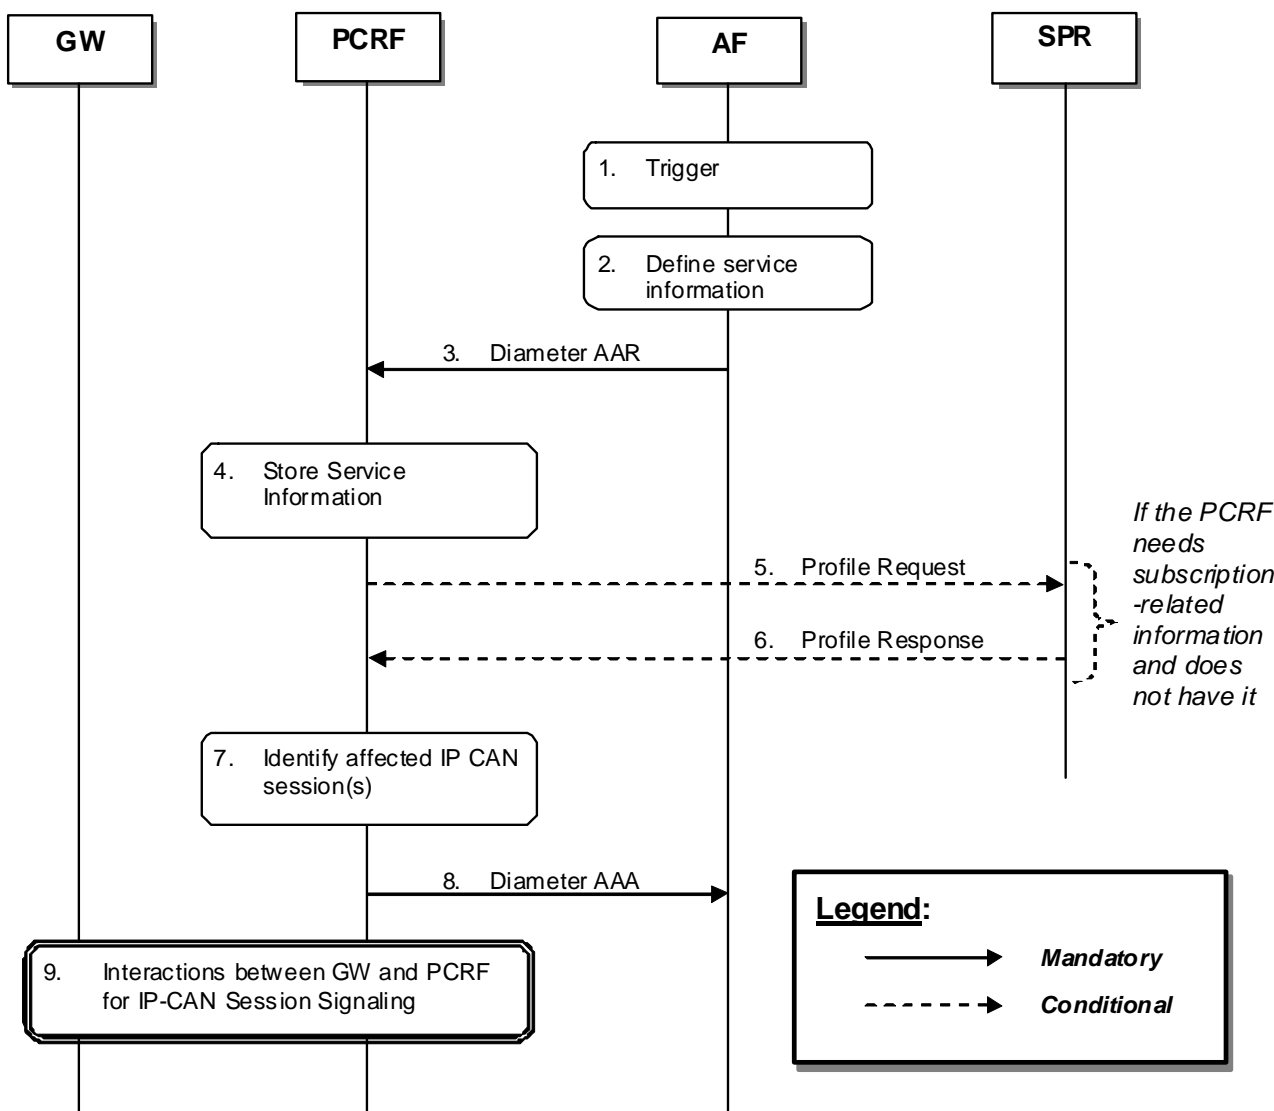 GW
PCRF
AF
SPR
1. Trigger
2. Define service
information
3. Diameter AAR
4. Store Service
Information
5. Profile Request
6. Profile Response
If the PCRF
needs
subscription
-related
information
and does
not have it
7. Identify affected IP CAN
session(s)
8. Diameter AAA
9. Interactions between GW and PCRF
for IP-CAN Session Signaling
Legend:
Mandatory
Conditional